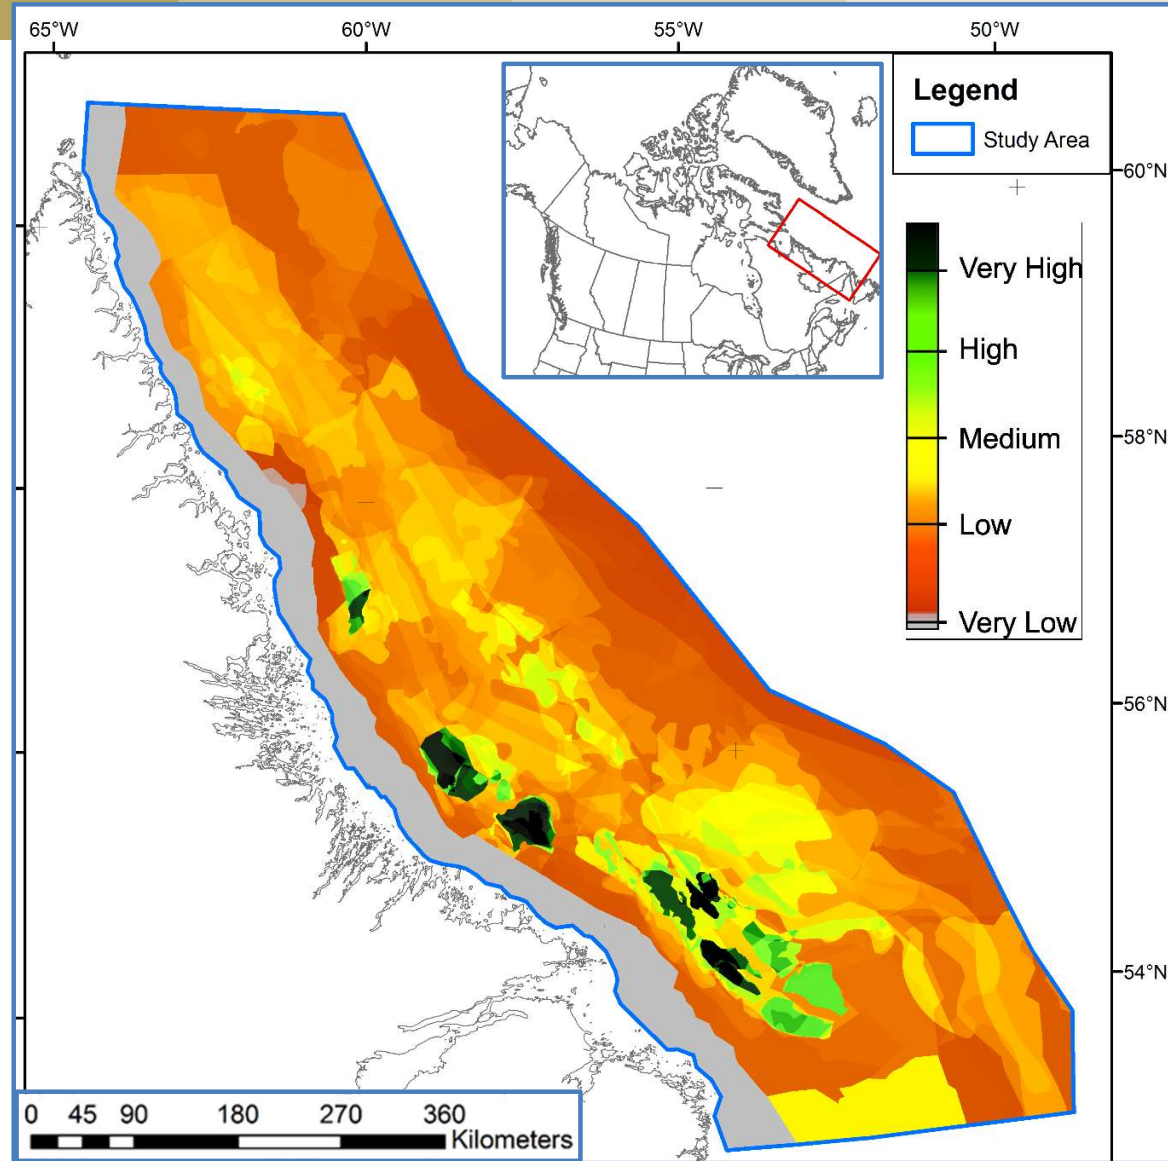 65°W 60°W 55°W 50°W
Legend
Study Area
60°N
Very High
High
Medium
58°N
Low
Very Low
56°N
54°N
0 45 90 180 270 360
Kilometers